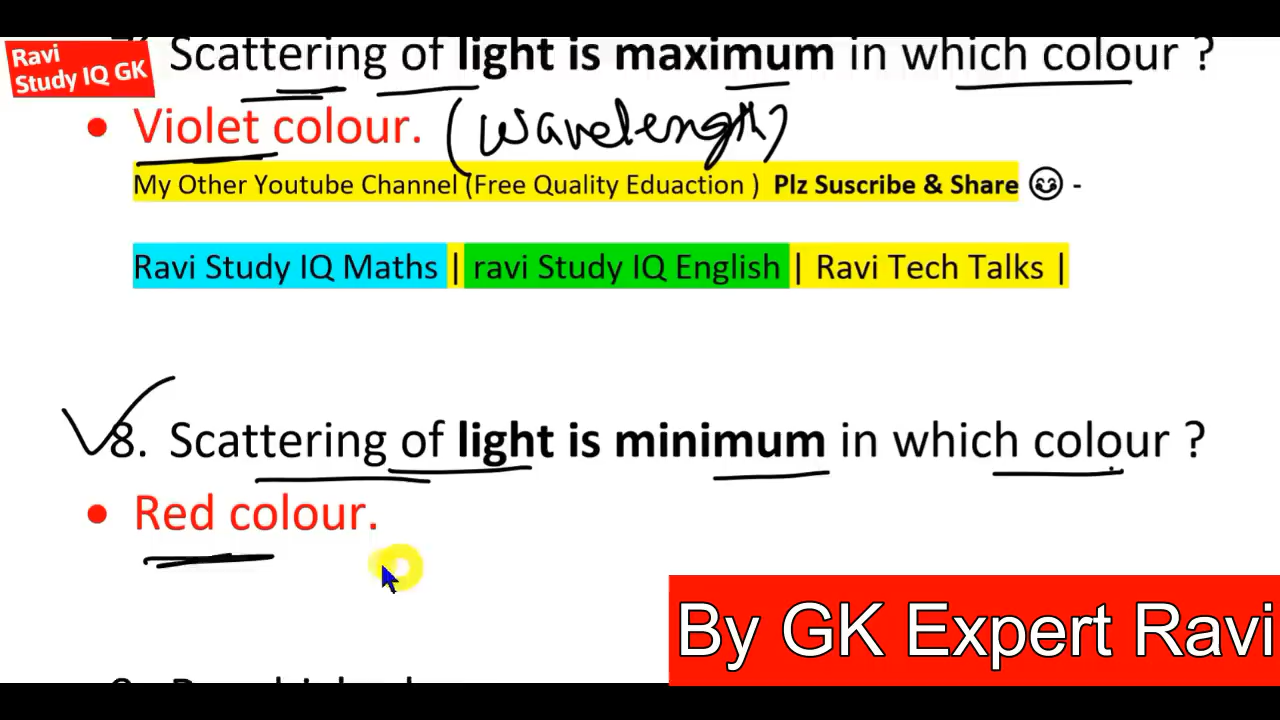 Ravi
Study IQ GK
Scattering of light is maximum in which colour ?
• Violet colour. (wavelength)
My Other Youtube Channel (Free Quality Eduaction ) Plz Suscribe & Share 😊 -
Ravi Study IQ Maths | ravi Study IQ English | Ravi Tech Talks |
8. Scattering of light is minimum in which colour ?
• Red colour.
By GK Expert Ravi